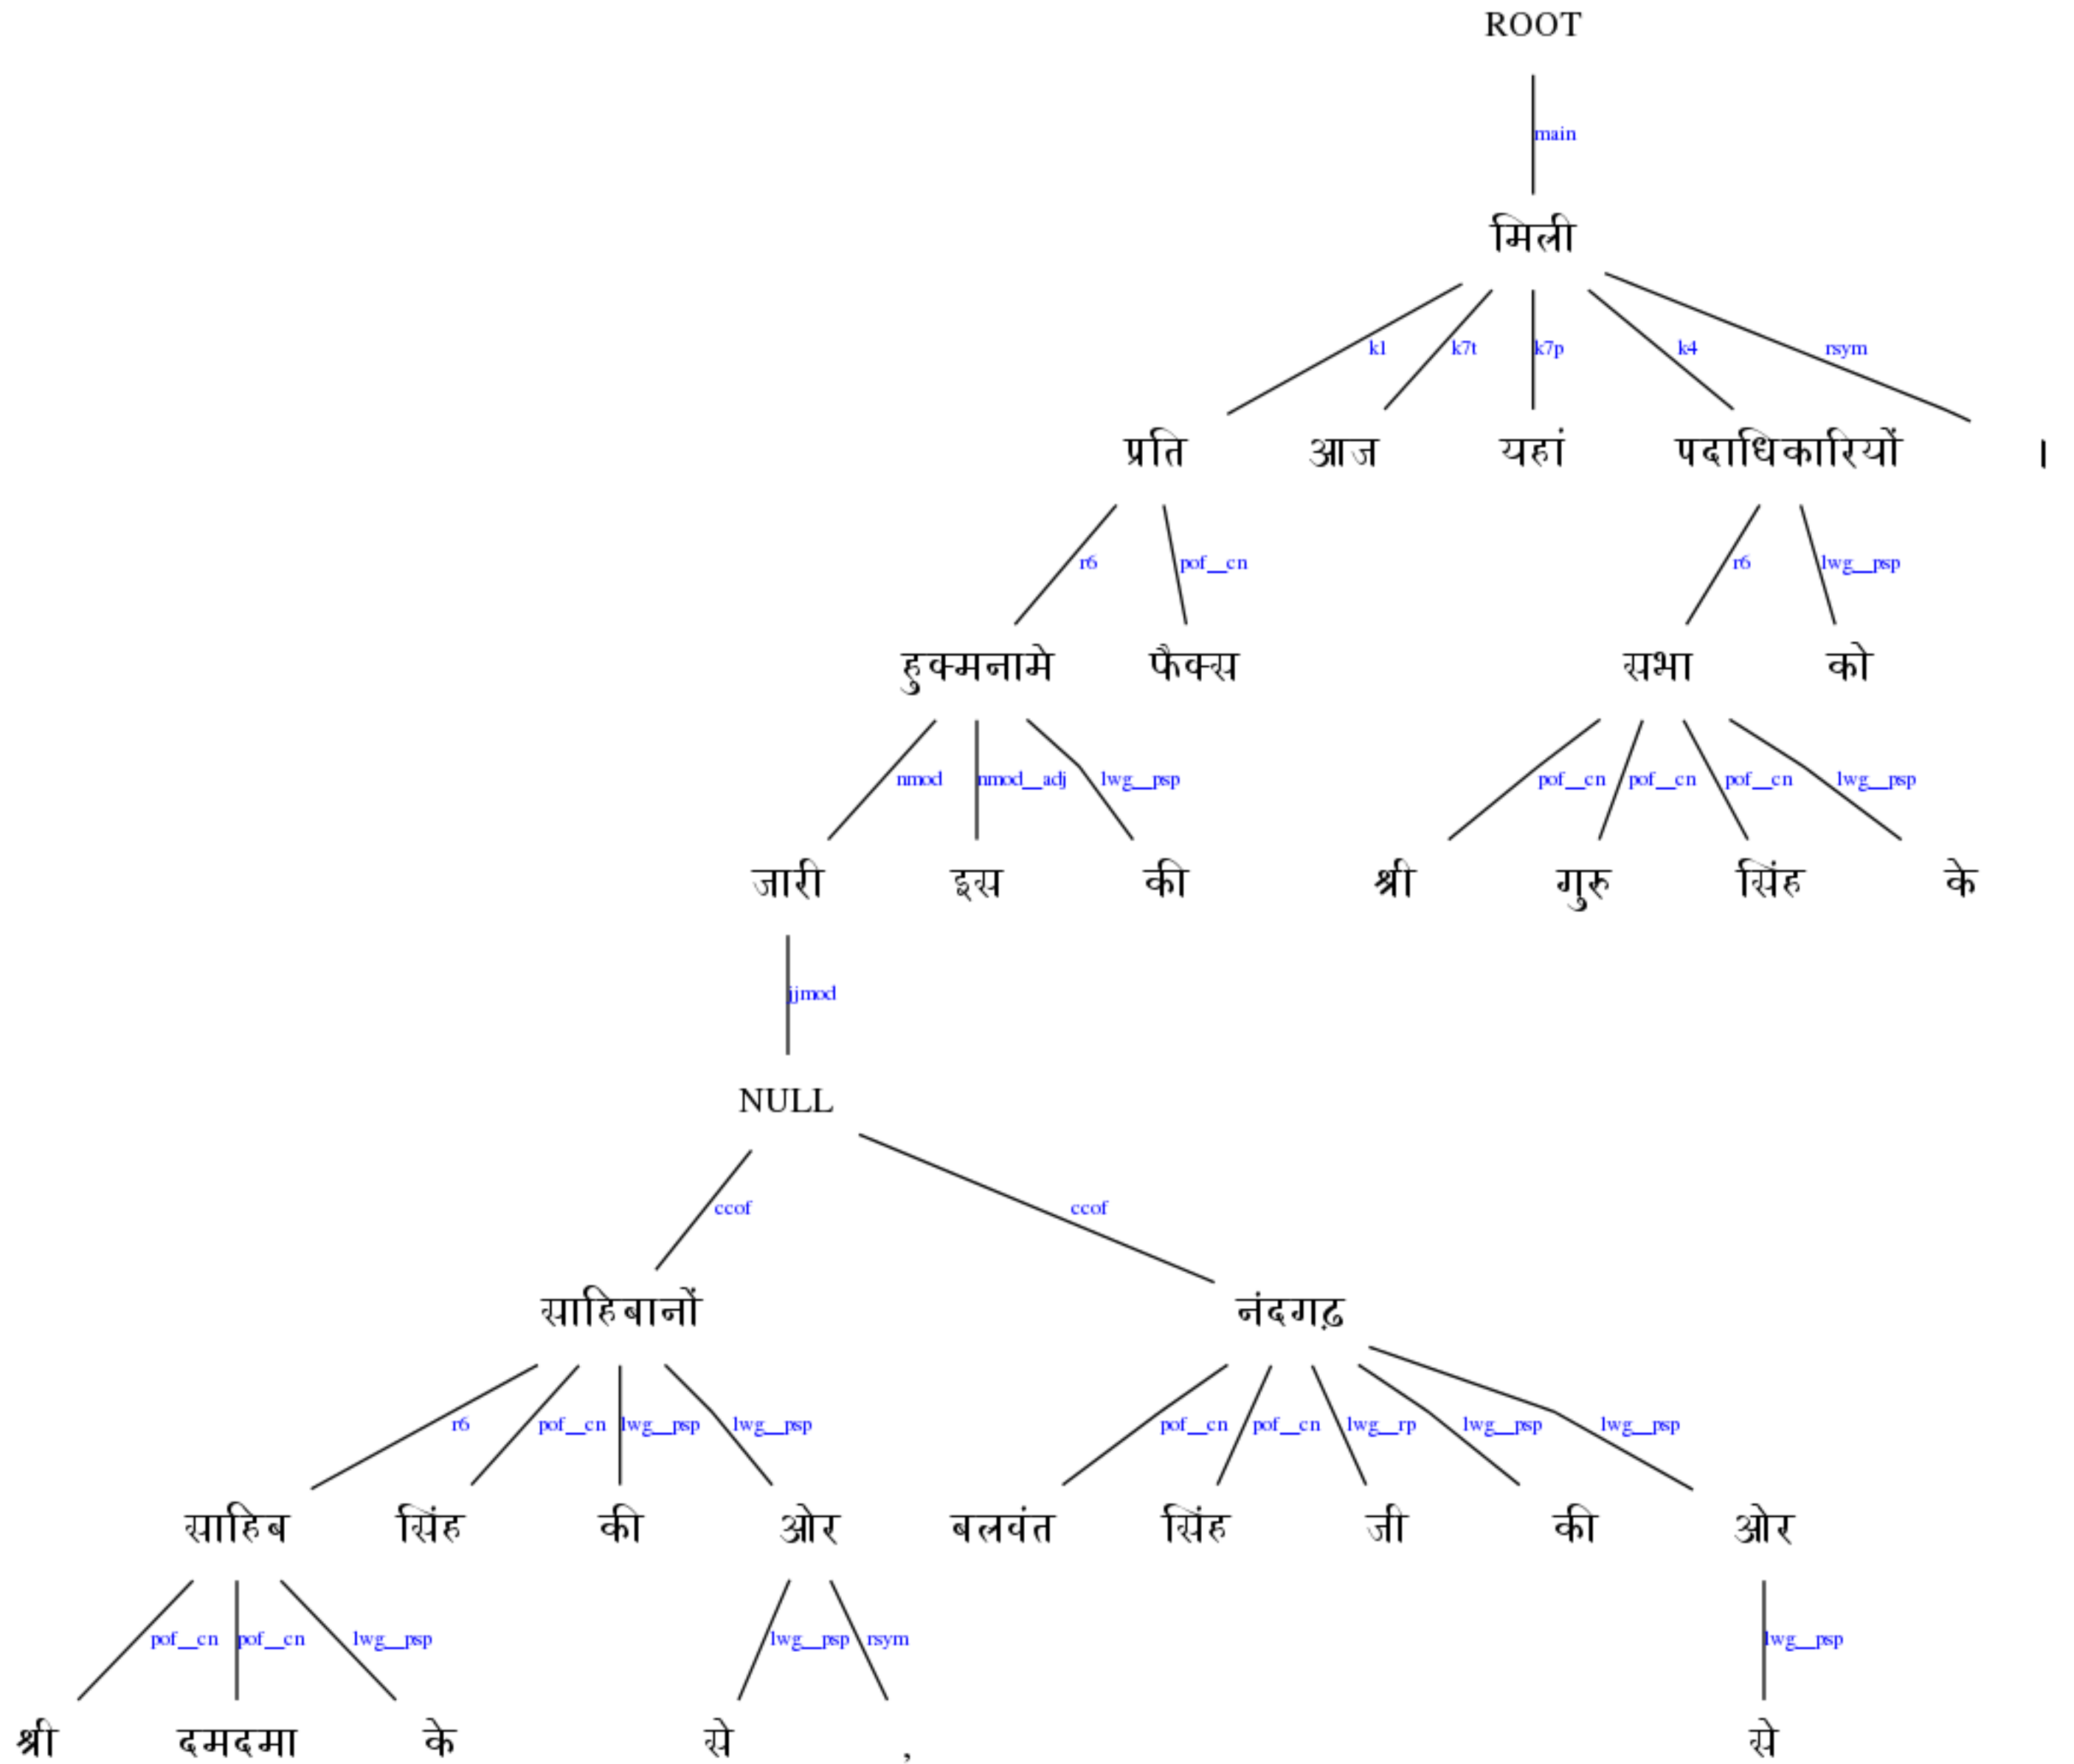 ROOT
main
मिली
k1 k7t k7p k4 rsym
प्रति आज यहां पदाधिकारियों ।
r6 pof__cn r6 lwg__psp
हुक्मनामे फैक्स सभा को
nmod nmod__adj lwg__psp pof__cn pof__cn pof__cn lwg__psp
जारी इस की श्री गुरु सिंह के
jjmod
NULL
ccof ccof
साहिबानों नंदगढ़
r6 pof__cn lwg__psp lwg__psp pof__cn pof__cn lwg__rp lwg__psp lwg__psp
साहिब सिंह की ओर बलवंत सिंह जी की ओर
pof__cn pof__cn lwg__psp lwg__psp rsym lwg__psp
श्री दमदमा के से , से